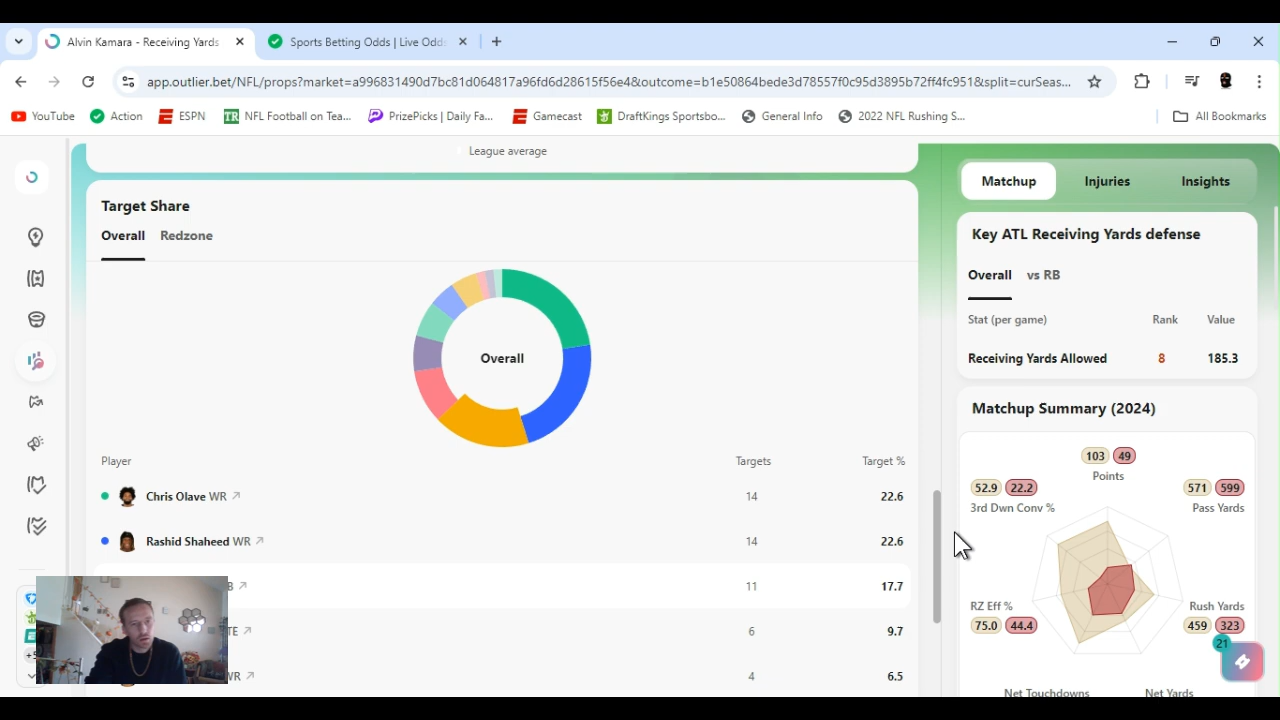 Alvin Kamara - Receiving Yards
Sports Betting Odds | Live Odd
app.outlier.bet/NFL/props?market=a996831490d7bc81d064817a96fd6d28615f56e4&outcome=b1e50864bede3d78557f0c95d3895b72ff4fc951&split=curSeas...
YouTube
Action
ESPN
NFL Football on Tea...
PrizePicks | Daily Fa...
Gamecast
DraftKings Sportsbo...
General Info
2022 NFL Rushing S...
All Bookmarks
League average
Target Share
Overall Redzone
Overall
Player Targets Target %
Chris Olave WR 14 22.6
Rashid Shaheed WR 14 22.6
B 11 17.7
TE 6 9.7
WR 4 6.5
Matchup Injuries Insights
Key ATL Receiving Yards defense
Overall vs RB
Stat (per game) Rank Value
Receiving Yards Allowed 8 185.3
Matchup Summary (2024)
103 49
Points
52.9 22.2
3rd Dwn Conv %
571 599
Pass Yards
RZ Eff %
75.0 44.4
Rush Yards
459 323
21
Net Touchdowns Net Yards